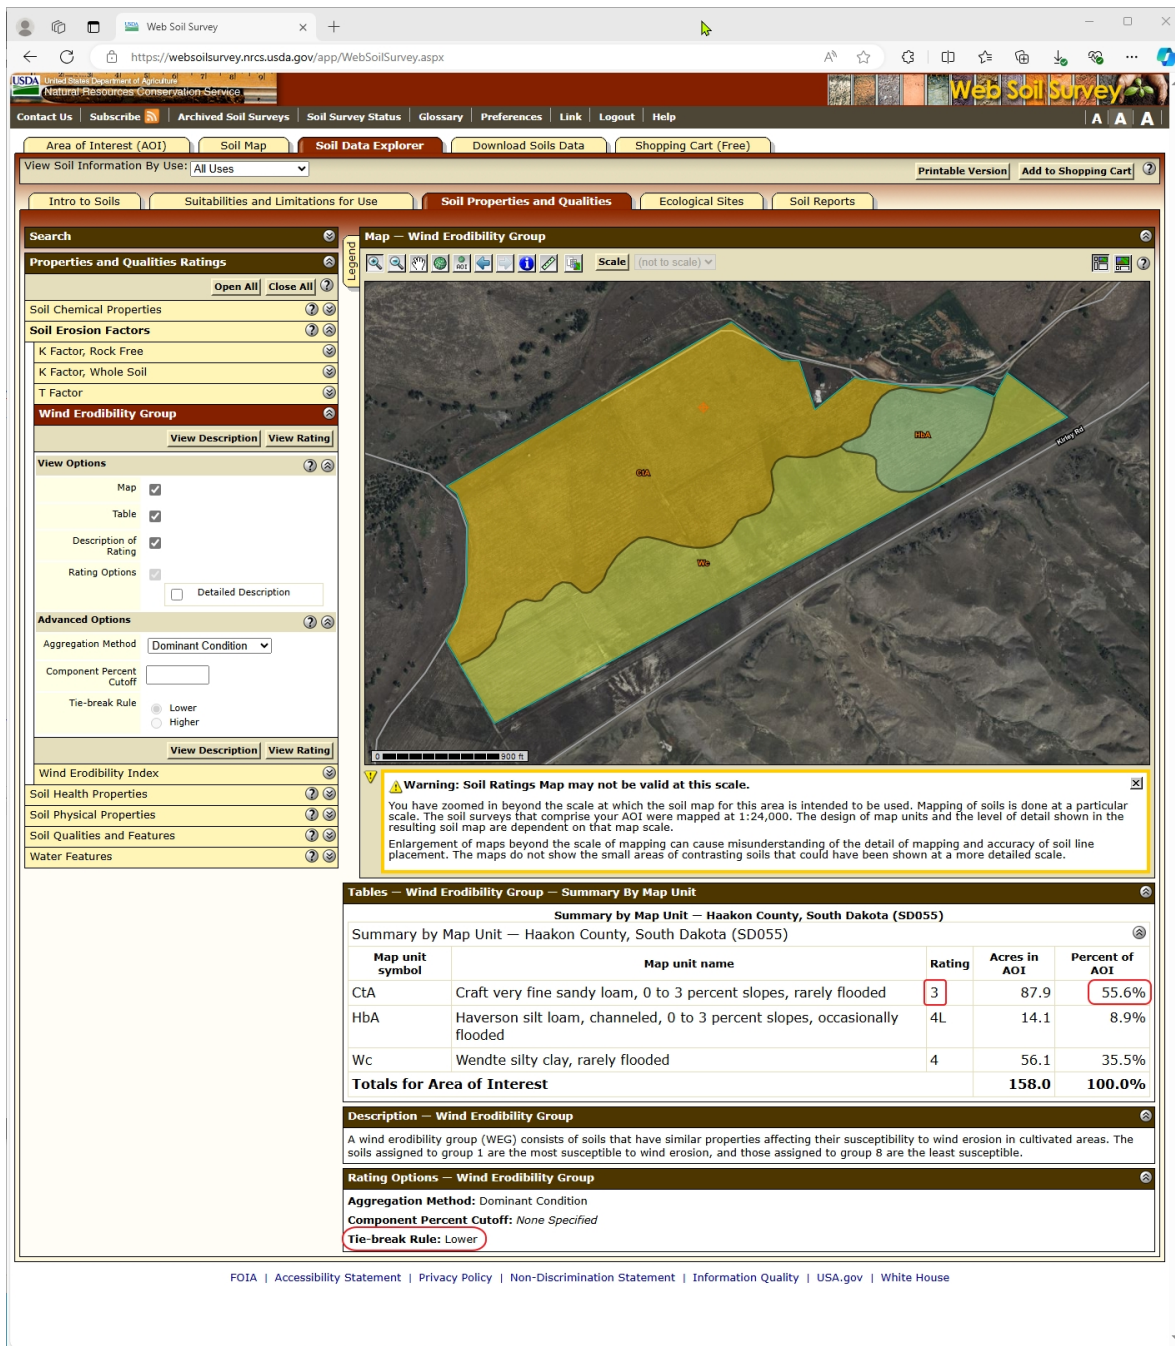 Web Soil Survey
https://websoilsurvey.nrcs.usda.gov/app/WebSoilSurvey.aspx
USDA United States Department of Agriculture
Natural Resources Conservation Service
Web Soil Survey
Contact Us | Subscribe | Archived Soil Surveys | Soil Survey Status | Glossary | Preferences | Link | Logout | Help
A A A
Area of Interest (AOI) Soil Map Soil Data Explorer Download Soils Data Shopping Cart (Free)
View Soil Information By Use: All Uses Printable Version Add to Shopping Cart
Intro to Soils Suitabilities and Limitations for Use Soil Properties and Qualities Ecological Sites Soil Reports
Search
Properties and Qualities Ratings
Open All Close All
Soil Chemical Properties
Soil Erosion Factors
K Factor, Rock Free
K Factor, Whole Soil
T Factor
Wind Erodibility Group
View Description View Rating
View Options
Map
Table
Description of
Rating
Rating Options
Detailed Description
Advanced Options
Aggregation Method Dominant Condition
Component Percent
Cutoff
Tie-break Rule Lower
Higher
View Description View Rating
Wind Erodibility Index
Soil Health Properties
Soil Physical Properties
Soil Qualities and Features
Water Features
Legend
Map — Wind Erodibility Group
AOI
Scale (not to scale)
HbA
Kirley Rd
CtA
Wc
0 900 ft
Warning: Soil Ratings Map may not be valid at this scale.
You have zoomed in beyond the scale at which the soil map for this area is intended to be used. Mapping of soils is done at a particular
scale. The soil surveys that comprise your AOI were mapped at 1:24,000. The design of map units and the level of detail shown in the
resulting soil map are dependent on that map scale.
Enlargement of maps beyond the scale of mapping can cause misunderstanding of the detail of mapping and accuracy of soil line
placement. The maps do not show the small areas of contrasting soils that could have been shown at a more detailed scale.
Tables — Wind Erodibility Group — Summary By Map Unit
Summary by Map Unit — Haakon County, South Dakota (SD055)
Summary by Map Unit — Haakon County, South Dakota (SD055)
Map unit
symbol Map unit name Rating Acres in
AOI Percent of
AOI
CtA Craft very fine sandy loam, 0 to 3 percent slopes, rarely flooded 3 87.9 55.6%
HbA Haverson silt loam, channeled, 0 to 3 percent slopes, occasionally
flooded 4L 14.1 8.9%
Wc Wendte silty clay, rarely flooded 4 56.1 35.5%
Totals for Area of Interest 158.0 100.0%
Description — Wind Erodibility Group
A wind erodibility group (WEG) consists of soils that have similar properties affecting their susceptibility to wind erosion in cultivated areas. The
soils assigned to group 1 are the most susceptible to wind erosion, and those assigned to group 8 are the least susceptible.
Rating Options — Wind Erodibility Group
Aggregation Method: Dominant Condition
Component Percent Cutoff: None Specified
Tie-break Rule: Lower
FOIA | Accessibility Statement | Privacy Policy | Non-Discrimination Statement | Information Quality | USA.gov | White House